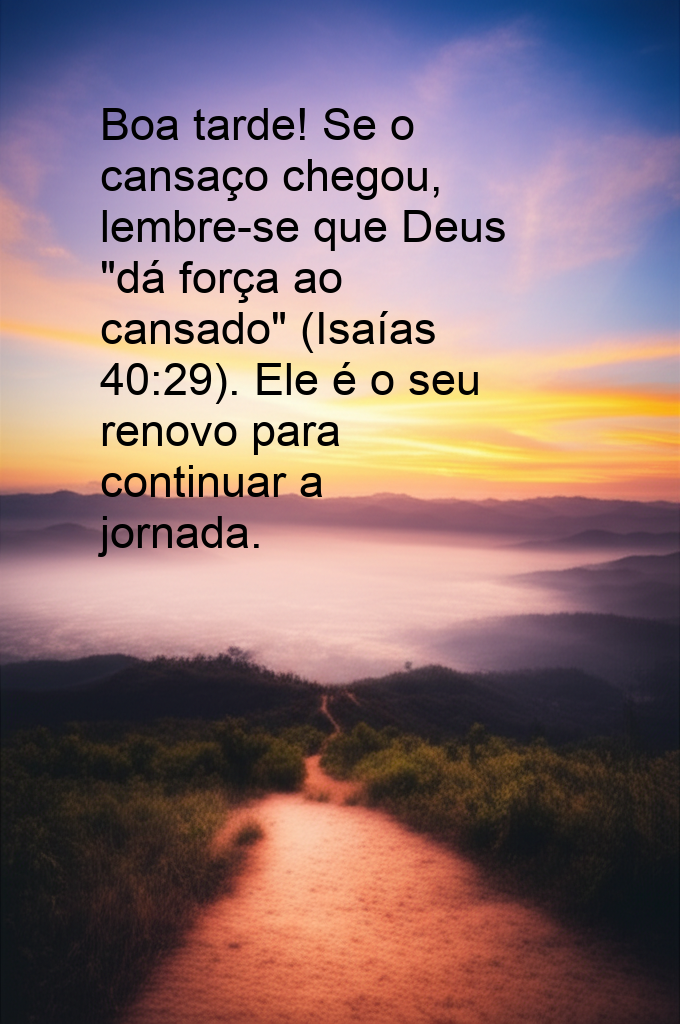 Boa tarde! Se o
cansaço chegou,
lembre-se que Deus
"dá força ao
cansado" (Isaías
40:29). Ele é o seu
renovo para
continuar a
jornada.